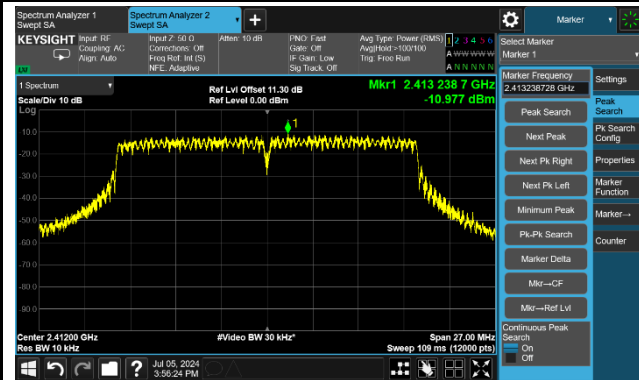 Spectrum Analyzer 1
Swept SA
Spectrum Analyzer 2
Swept SA
Marker
KEYSIGHT
Input: RF
Coupling: AC
Align: Auto
Input Z: 50 Ω
Corrections: Off
Freq Ref: Int (S)
NFE: Adaptive
Atten: 10 dB
PNO: Fast
Gate: Off
IF Gain: Low
Sig Track: Off
Avg Type: Power (RMS)
Avg|Hold:>100/100
Trig: Free Run
1 2 3 4 5 6
A W W W W W
A N N N N N
Select Marker
Marker 1
LXI
1 Spectrum
Scale/Div 10 dB
Log
Ref Lvl Offset 11.30 dB
Ref Level 0.00 dBm
Mkr1 2.413 238 7 GHz
-10.977 dBm
1
-10.0
-20.0
-30.0
-40.0
-50.0
-60.0
-70.0
-80.0
-90.0
Center 2.41200 GHz
Res BW 10 kHz
#Video BW 30 kHz*
Span 27.00 MHz
Sweep 109 ms (12000 pts)
Marker Frequency
2.413238728 GHz
Peak Search
Next Peak
Next Pk Right
Next Pk Left
Minimum Peak
Pk-Pk Search
Marker Delta
Mkr→CF
Mkr→Ref Lvl
Continuous Peak
Search
On
Off
Settings
Peak
Search
Pk Search
Config
Properties
Marker
Function
Marker→
Counter
Jul 05, 2024
3:56:24 PM